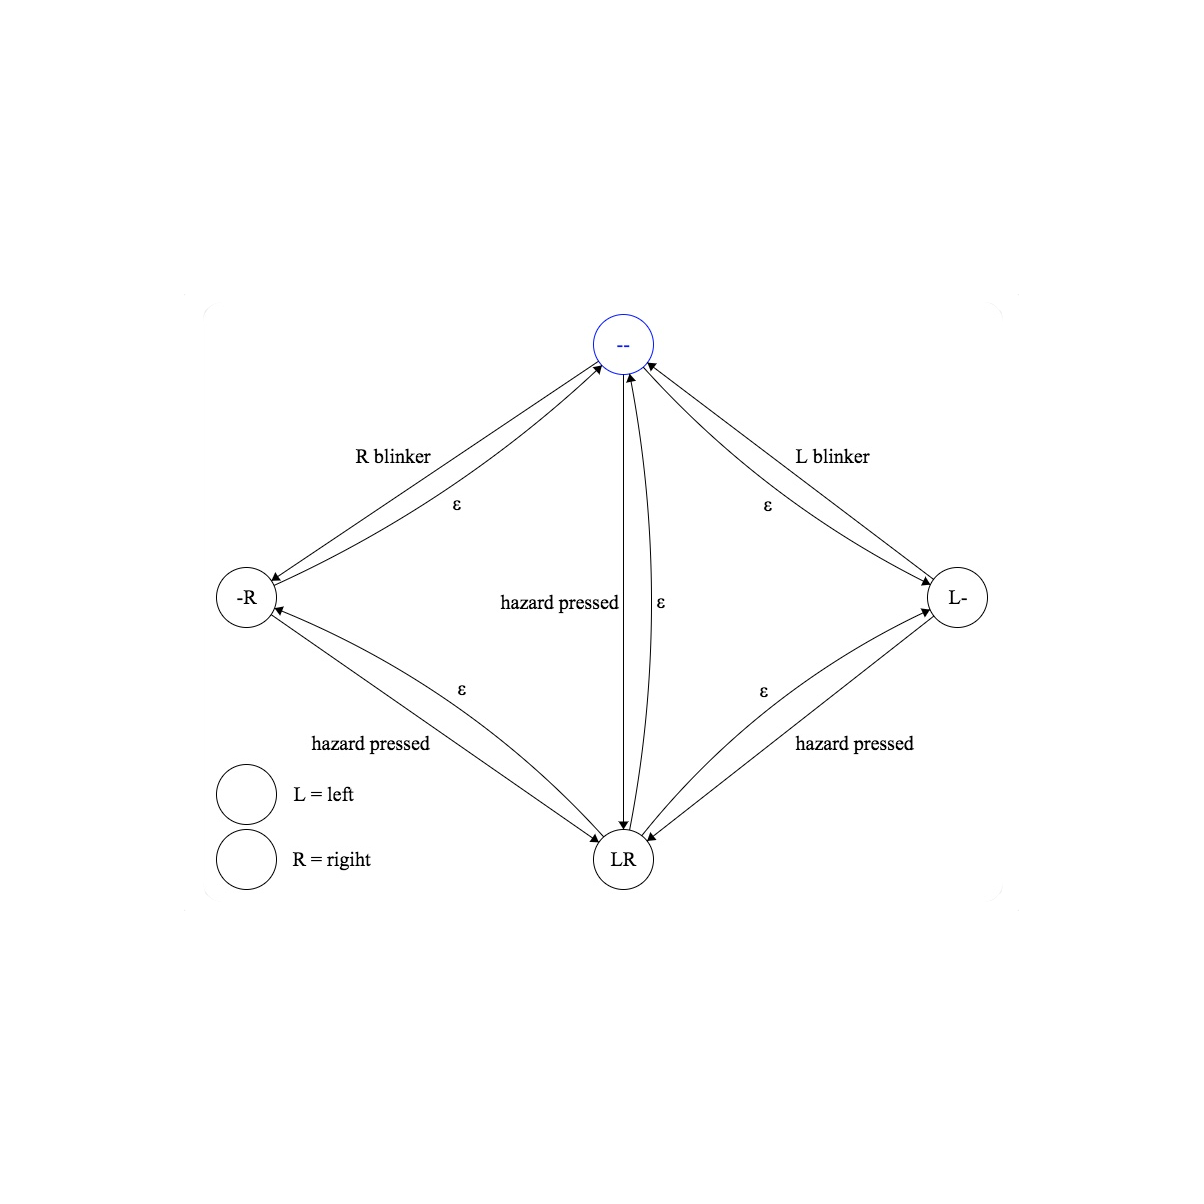 --
R blinker
L blinker
ε
ε
-R
hazard pressed
ε
L-
ε
ε
hazard pressed
hazard pressed
L = left
R = rigiht
LR